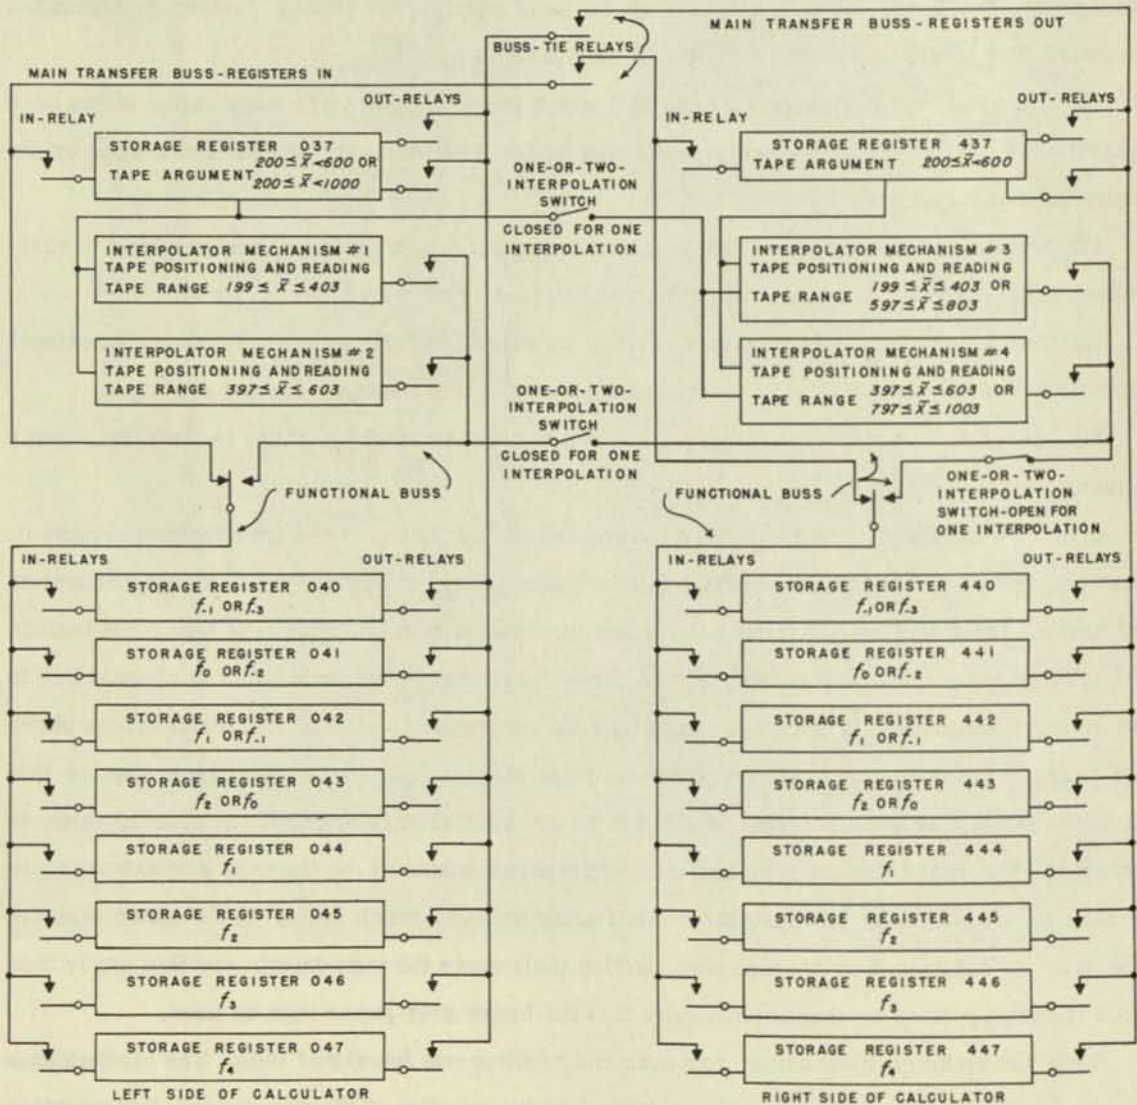 MAIN TRANSFER BUSS-REGISTERS OUT
BUSS-TIE RELAYS
MAIN TRANSFER BUSS-REGISTERS IN
IN-RELAY
OUT-RELAYS
STORAGE REGISTER 037
200≤x̄<600 OR
TAPE ARGUMENT
200≤x̄<1000
ONE-OR-TWO-
INTERPOLATION
SWITCH
CLOSED FOR ONE
INTERPOLATION
IN-RELAY
OUT-RELAYS
STORAGE REGISTER 437
TAPE ARGUMENT 200≤x̄<600
INTERPOLATOR MECHANISM #1
TAPE POSITIONING AND READING
TAPE RANGE 199≤x̄≤403
INTERPOLATOR MECHANISM #2
TAPE POSITIONING AND READING
TAPE RANGE 397≤x̄≤603
INTERPOLATOR MECHANISM #3
TAPE POSITIONING AND READING
199≤x̄≤403 OR
TAPE RANGE
597≤x̄≤803
INTERPOLATOR MECHANISM #4
TAPE POSITIONING AND READING
397≤x̄≤603 OR
TAPE RANGE
797≤x̄≤1003
ONE-OR-TWO-
INTERPOLATION
SWITCH
CLOSED FOR ONE
INTERPOLATION
FUNCTIONAL BUSS
FUNCTIONAL BUSS
ONE-OR-TWO-
INTERPOLATION
SWITCH-OPEN FOR
ONE INTERPOLATION
IN-RELAYS
OUT-RELAYS
STORAGE REGISTER 040
f₋₁ OR f₋₃
STORAGE REGISTER 041
f₀ OR f₋₂
STORAGE REGISTER 042
f₁ OR f₋₁
STORAGE REGISTER 043
f₂ OR f₀
STORAGE REGISTER 044
f₁
STORAGE REGISTER 045
f₂
STORAGE REGISTER 046
f₃
STORAGE REGISTER 047
f₄
LEFT SIDE OF CALCULATOR
IN-RELAYS
OUT-RELAYS
STORAGE REGISTER 440
f₋₁ OR f₋₃
STORAGE REGISTER 441
f₀ OR f₋₂
STORAGE REGISTER 442
f₁ OR f₋₁
STORAGE REGISTER 443
f₂ OR f₀
STORAGE REGISTER 444
f₁
STORAGE REGISTER 445
f₂
STORAGE REGISTER 446
f₃
STORAGE REGISTER 447
f₄
RIGHT SIDE OF CALCULATOR